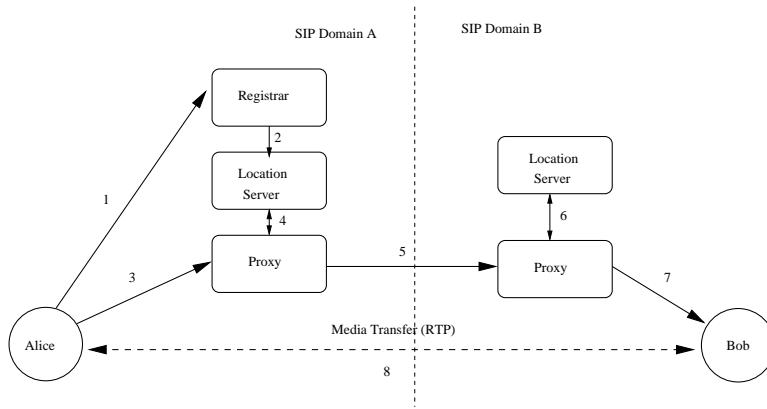 SIP Domain A
SIP Domain B
Registrar
2
Location
Server
Location
Server
1
4
6
3
Proxy
5
Proxy
7
Media Transfer (RTP)
Alice
Bob
8